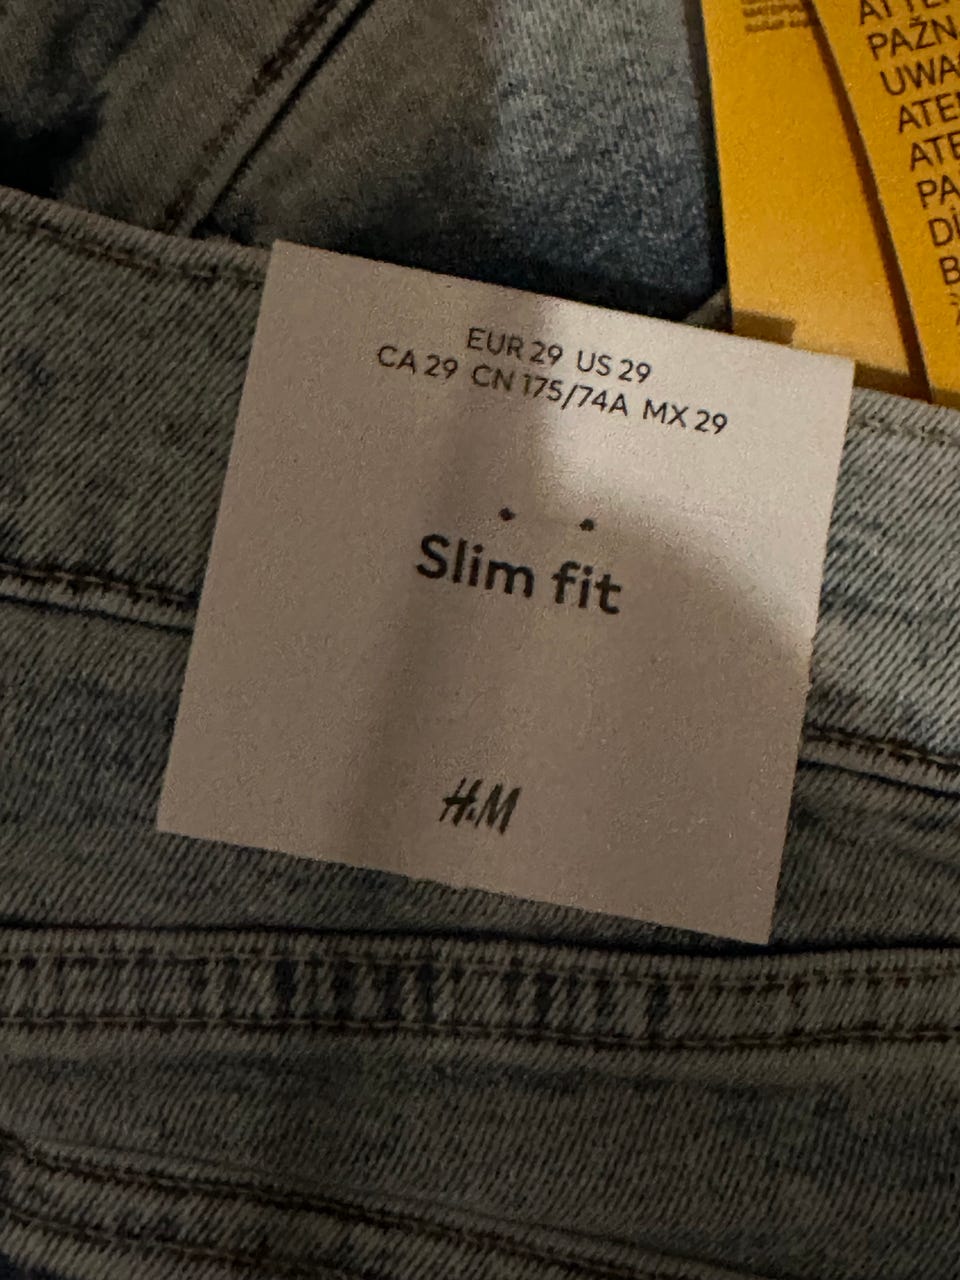 EUR 29 US 29
CA 29 CN 175/74A MX 29
Slim fit
H&M
PAŽN
UWA
ATE
ATE
PA